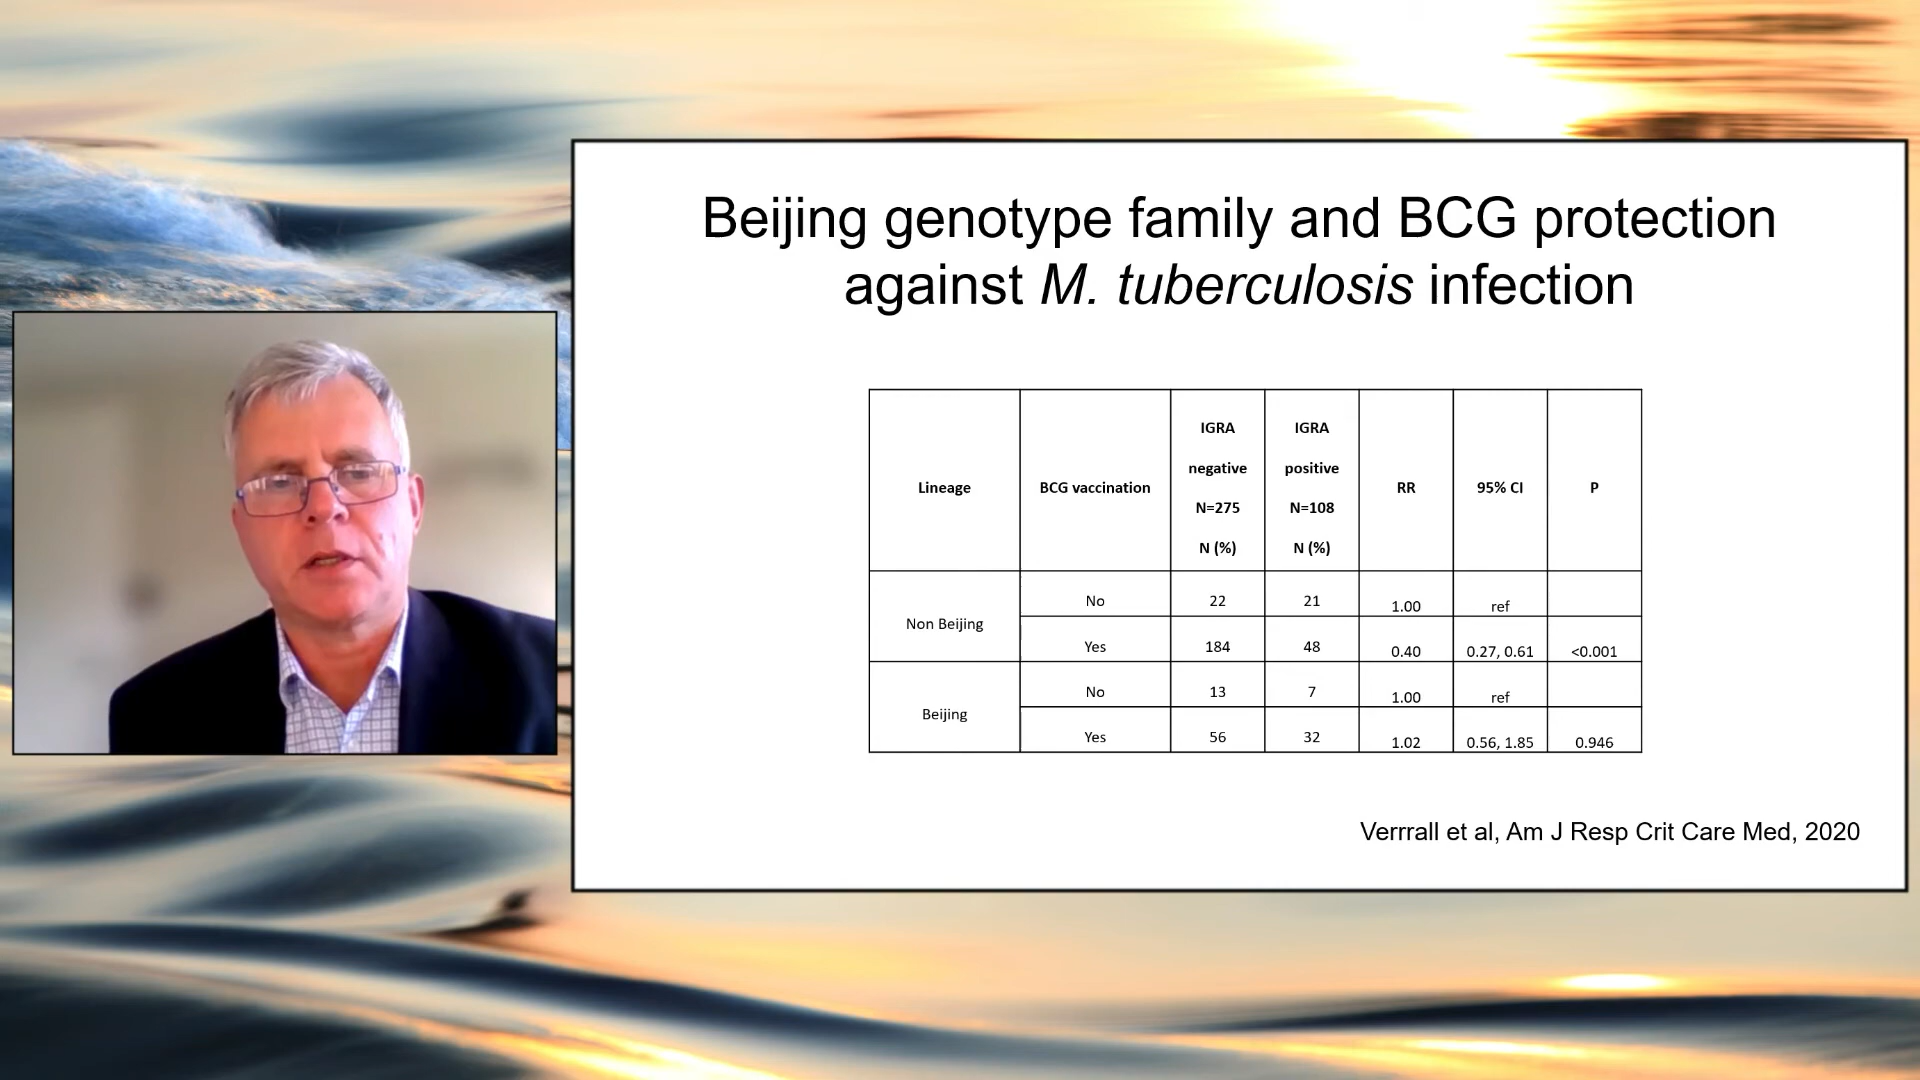 Beijing genotype family and BCG protection
against M. tuberculosis infection
Lineage BCG vaccination IGRA negative N=275 N (%) IGRA positive N=108 N (%) RR 95% CI P
Non Beijing No 22 21 1.00 ref
Yes 184 48 0.40 0.27, 0.61 <0.001
Beijing No 13 7 1.00 ref
Yes 56 32 1.02 0.56, 1.85 0.946
Verrrall et al, Am J Resp Crit Care Med, 2020